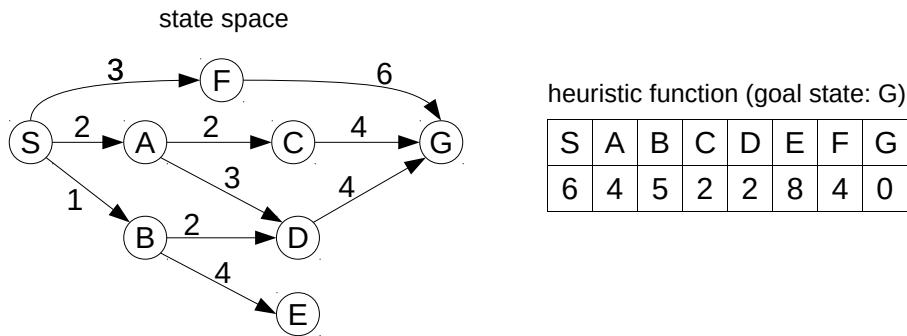 state space
3
F
6
heuristic function (goal state: G)
S
2
A
2
C
4
G
S A B C D E F G
3
4
6 4 5 2 2 8 4 0
1
B
2
D
4
E